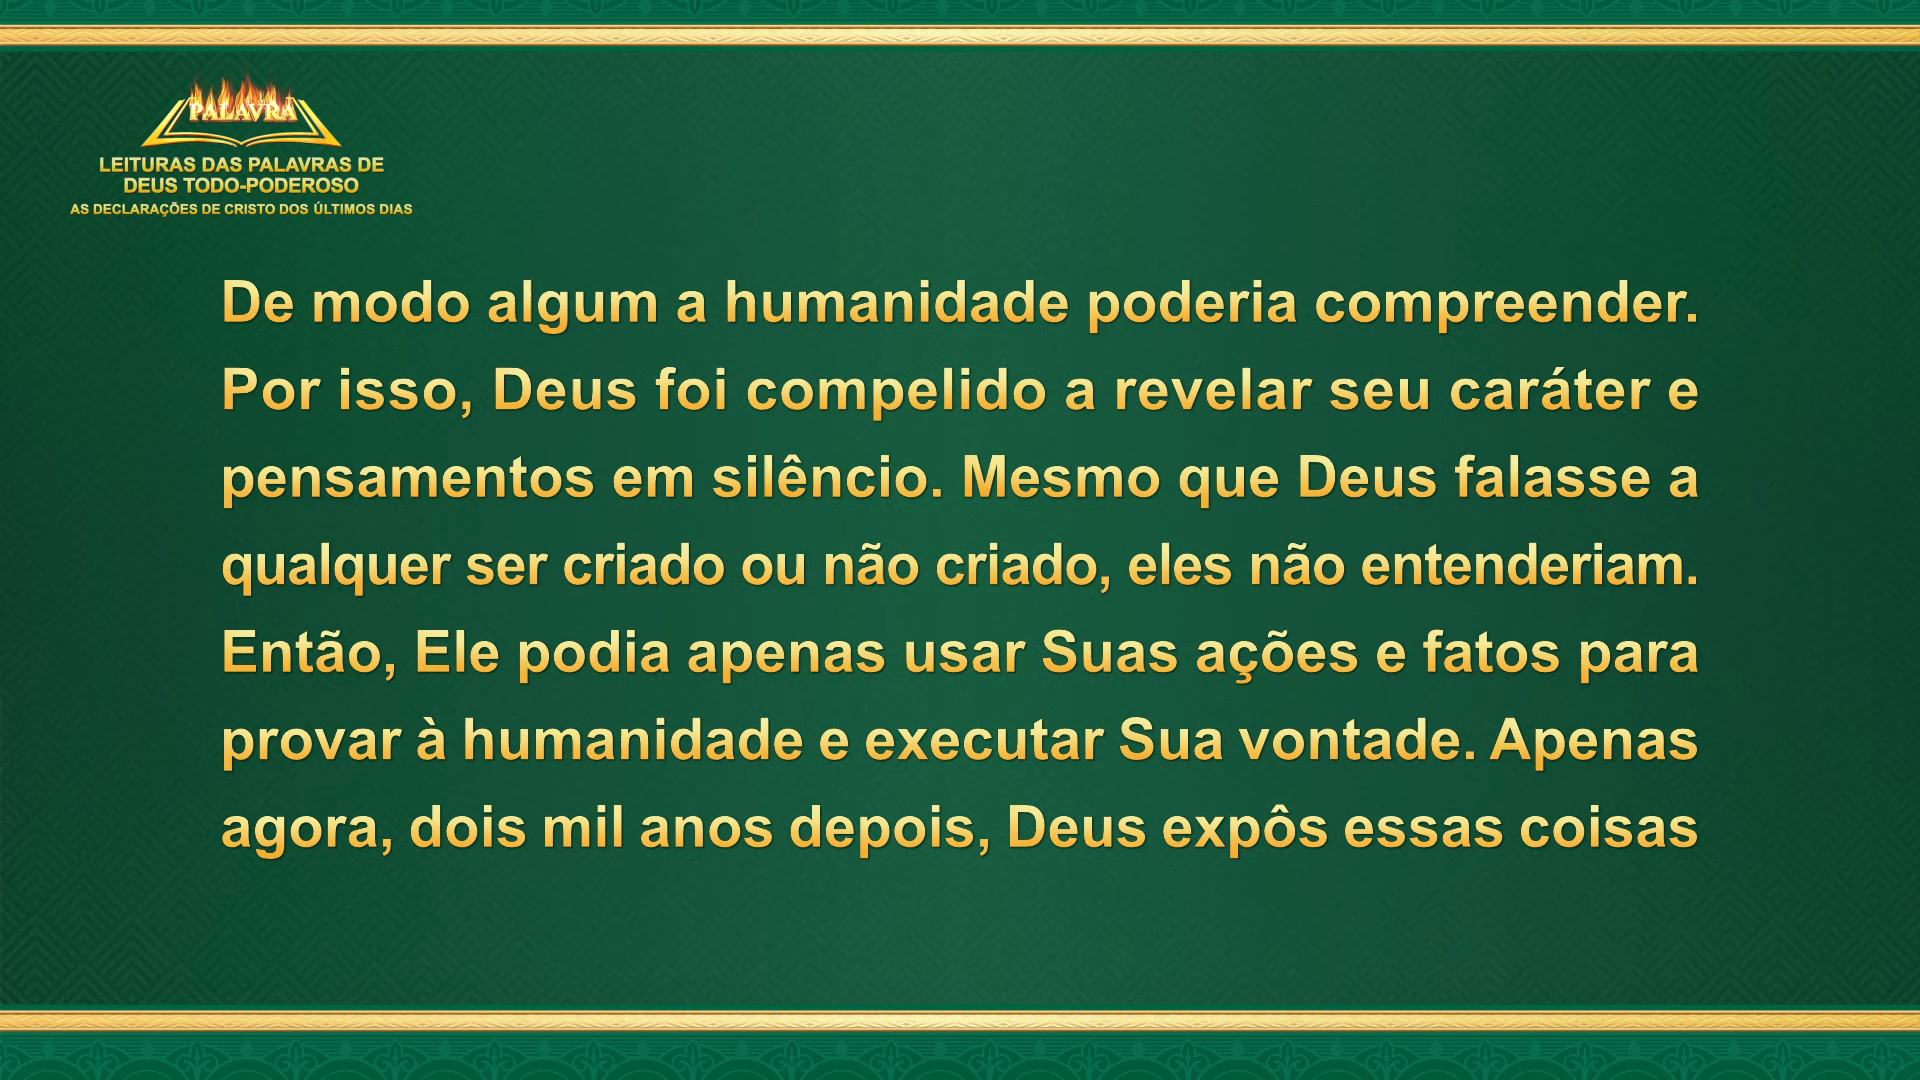 PALAVRA
LEITURAS DAS PALAVRAS DE
DEUS TODO-PODEROSO
AS DECLARAÇÕES DE CRISTO DOS ÚLTIMOS DIAS
De modo algum a humanidade poderia compreender.
Por isso, Deus foi compelido a revelar seu caráter e
pensamentos em silêncio. Mesmo que Deus falasse a
qualquer ser criado ou não criado, eles não entenderiam.
Então, Ele podia apenas usar Suas ações e fatos para
provar à humanidade e executar Sua vontade. Apenas
agora, dois mil anos depois, Deus expôs essas coisas